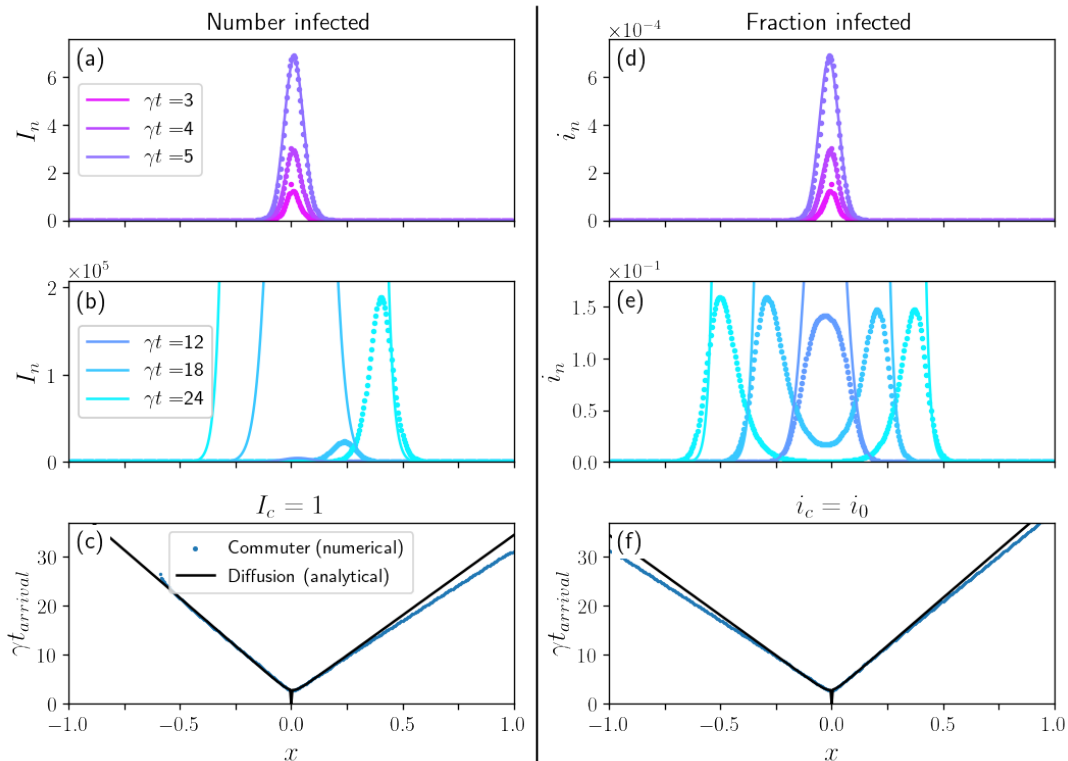 Number infected
(a)
6
4
2
0
I_n
γt =3
γt =4
γt =5
×10^5
(b)
2
1
0
I_n
γt =12
γt =18
γt =24
I_c = 1
(c)
30
20
10
0
γt_arrival
Commuter (numerical)
Diffusion (analytical)
−1.0 −0.5 0.0 0.5 1.0
x
Fraction infected
×10^−4
(d)
6
4
2
0
i_n
×10^−1
(e)
1.5
1.0
0.5
0.0
i_n
i_c = i_0
(f)
30
20
10
0
γt_arrival
−1.0 −0.5 0.0 0.5 1.0
x